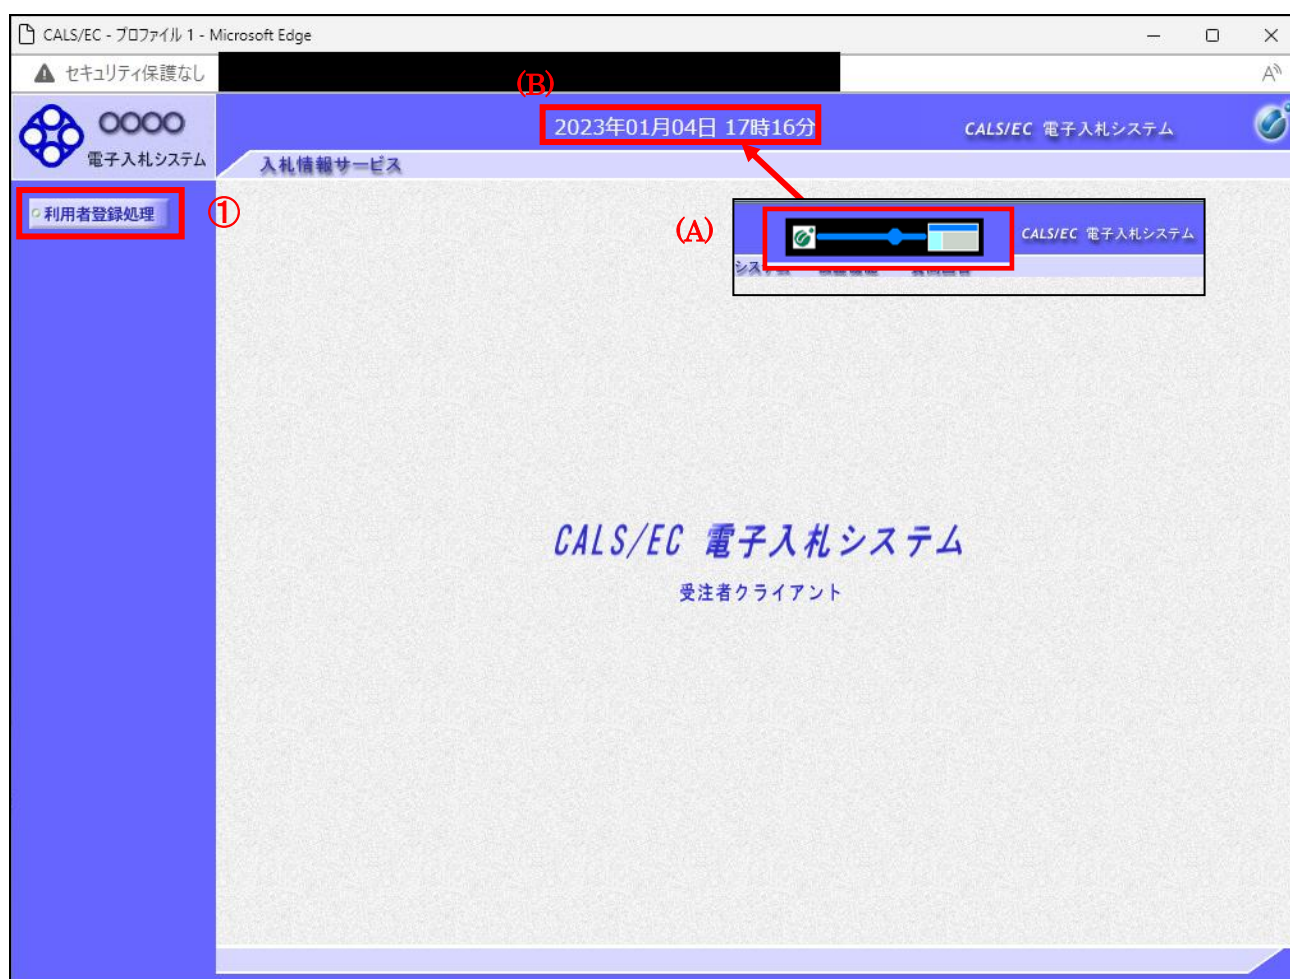 CALS/EC - プロファイル 1 - Microsoft Edge
セキュリティ保護なし
A
(B)
〇〇〇〇
電子入札システム
2023年01月04日 17時16分
CALS/EC 電子入札システム
入札情報サービス
利用者登録処理
①
(A)
CALS/EC 電子入札システム
CALS/EC 電子入札システム
受注者クライアント